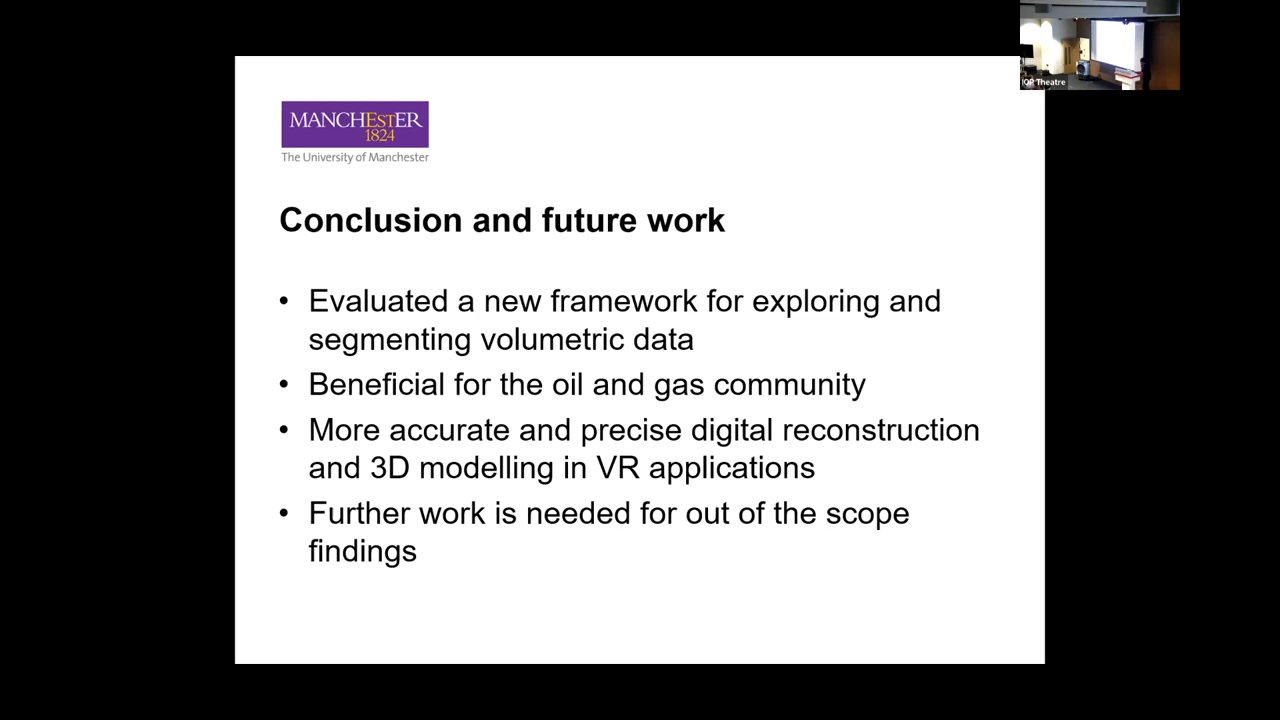 IOP Theatre
MANCHESTER
1824
The University of Manchester
Conclusion and future work
• Evaluated a new framework for exploring and
segmenting volumetric data
• Beneficial for the oil and gas community
• More accurate and precise digital reconstruction
and 3D modelling in VR applications
• Further work is needed for out of the scope
findings